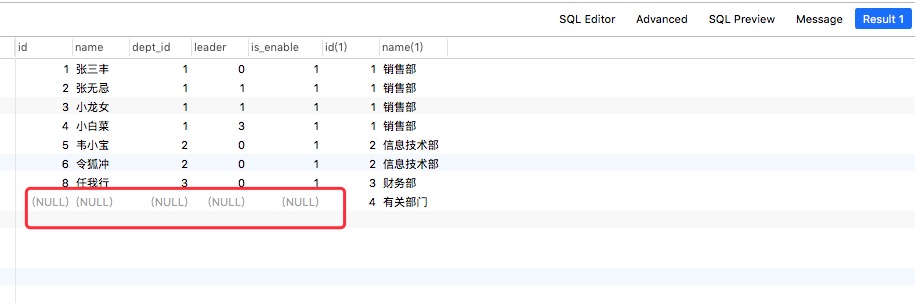 SQL Editor Advanced SQL Preview Message Result 1
id name dept_id leader is_enable id(1) name(1)
1 张三丰 1 0 1 1 销售部
2 张无忌 1 1 1 1 销售部
3 小龙女 1 1 1 1 销售部
4 小白菜 1 3 1 1 销售部
5 韦小宝 2 0 1 2 信息技术部
6 令狐冲 2 0 1 2 信息技术部
8 任我行 3 0 1 3 财务部
(NULL) (NULL) (NULL) (NULL) (NULL) 4 有关部门